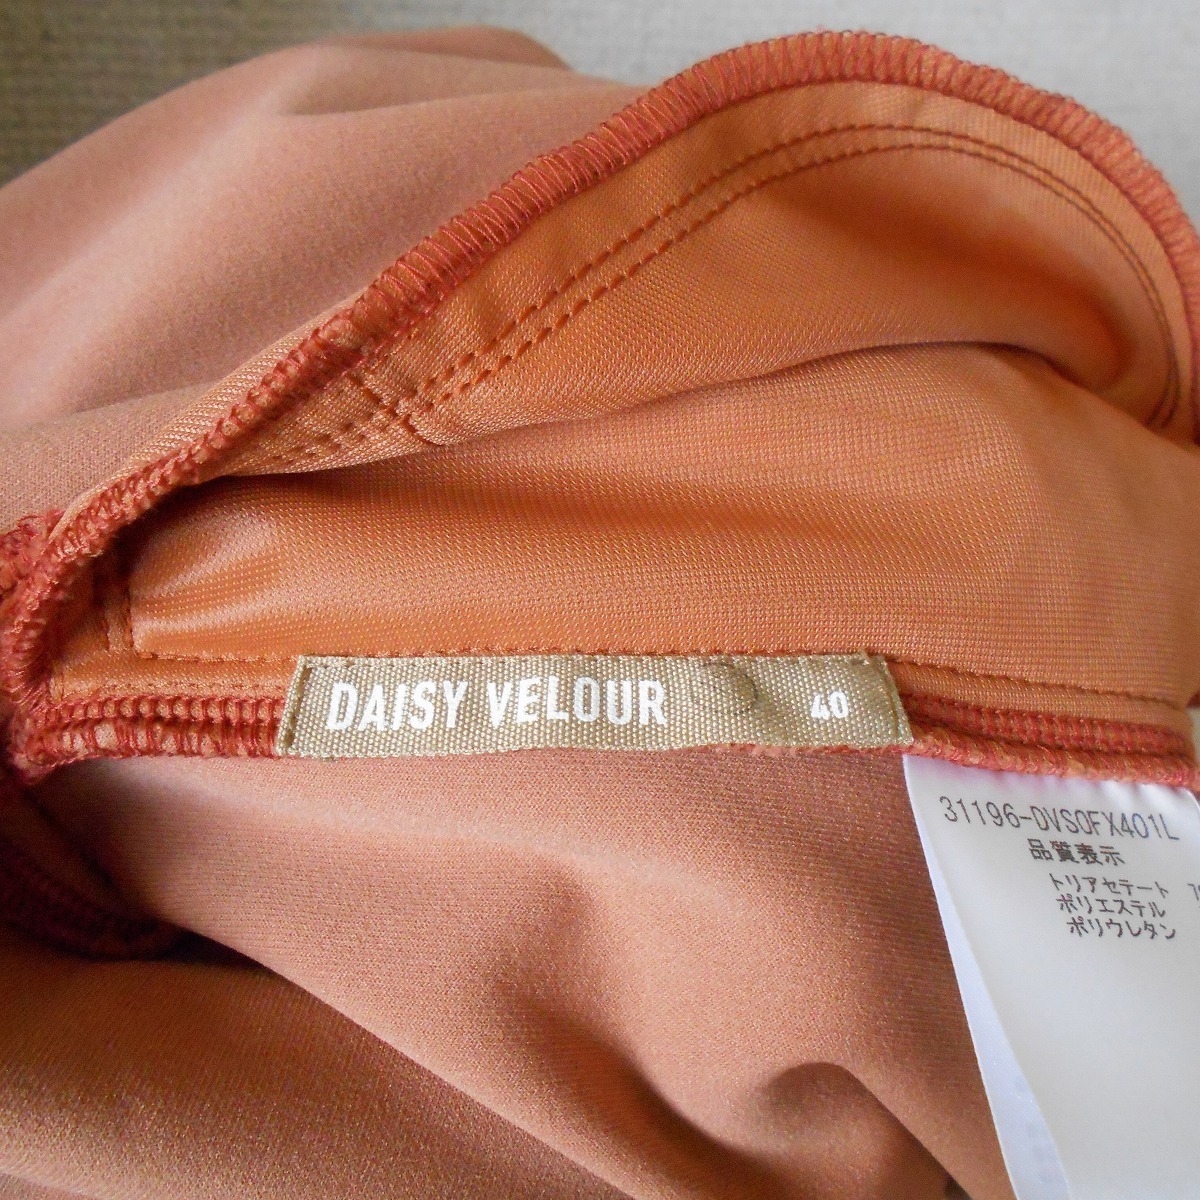 DAISY VELOUR 40
31196-DVS0FX401L
品質表示
トリアセテート
ポリエステル
ポリウレタン